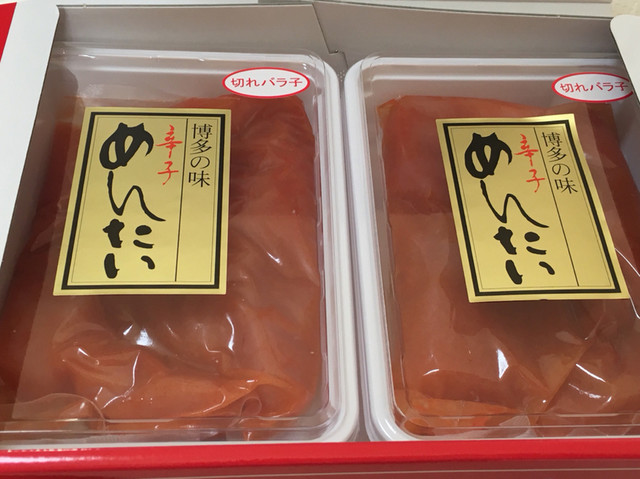 切れバラ子
博多の味
辛子
めんたい
切れバラ子
博多の味
辛子
めんたい